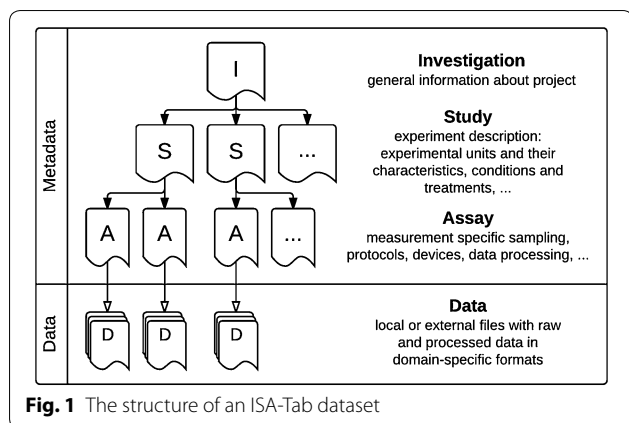 Metadata
I
Investigation
general information about project
S
S
...
Study
experiment description:
experimental units and their
characteristics, conditions and
treatments, ...
A
A
A
...
Assay
measurement specific sampling,
protocols, devices, data processing, ...
Data
D
D
D
Data
local or external files with raw
and processed data in
domain-specific formats
Fig. 1 The structure of an ISA-Tab dataset